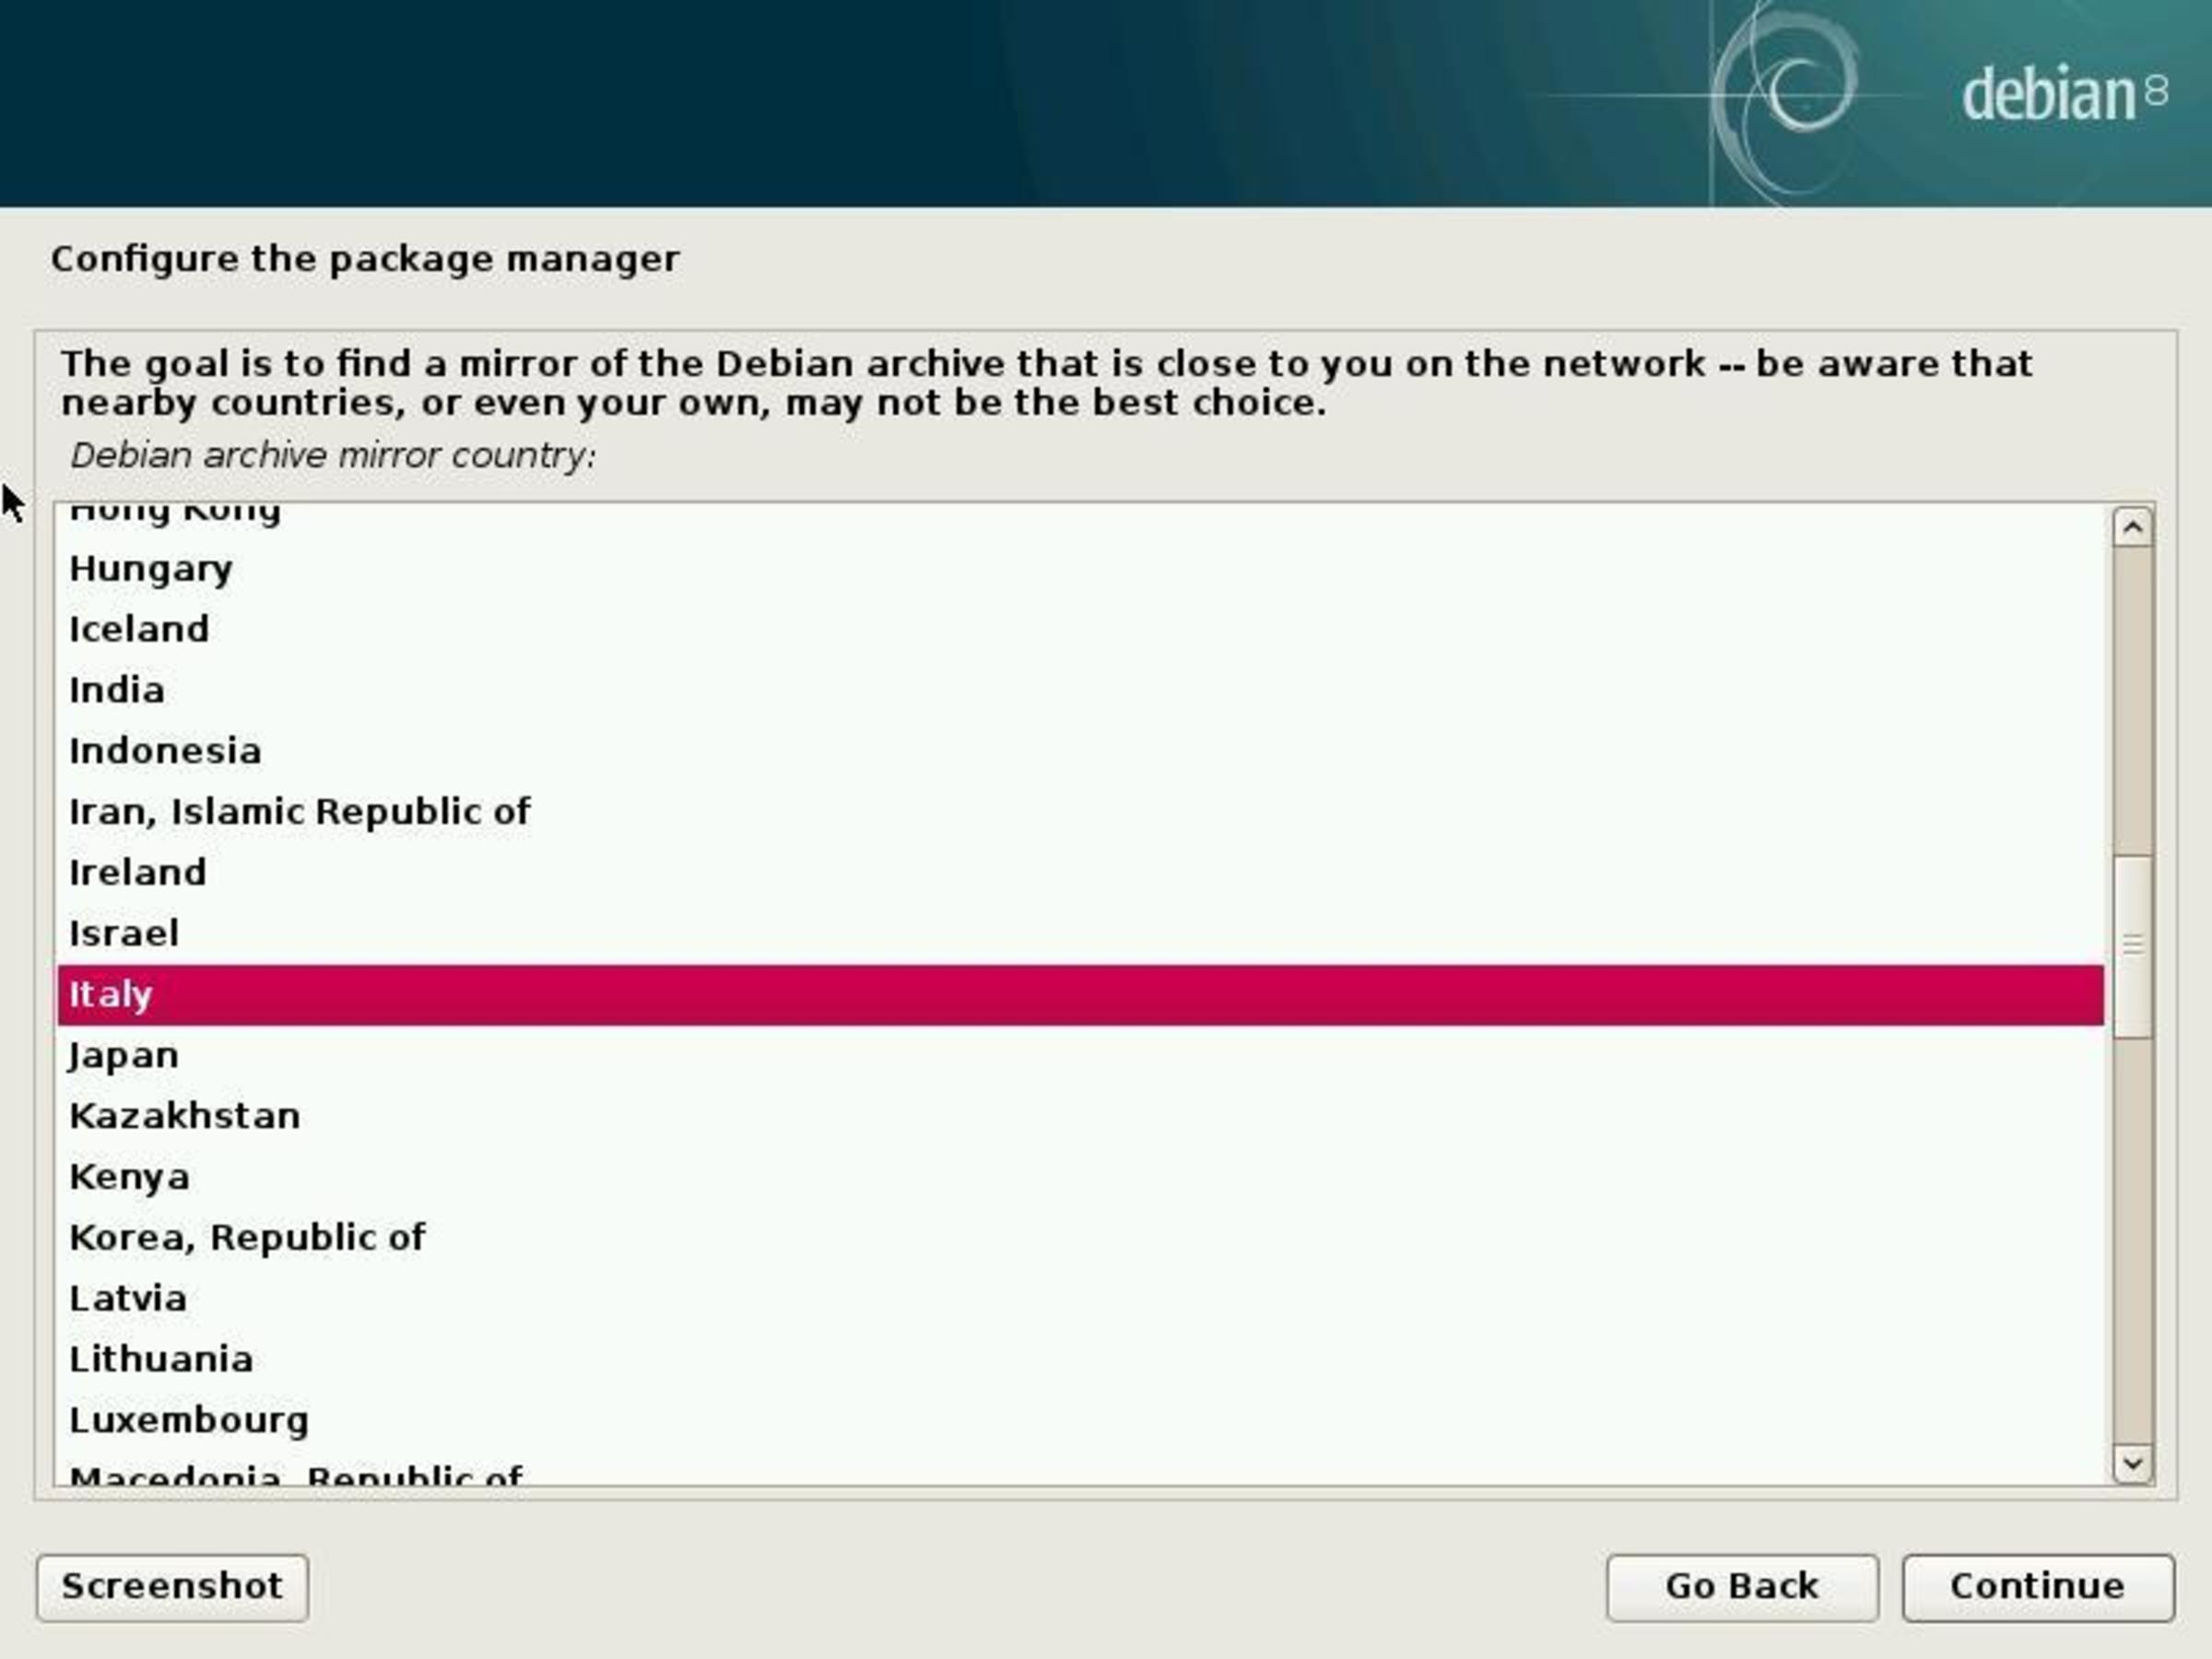 debian 8
Configure the package manager
The goal is to find a mirror of the Debian archive that is close to you on the network -- be aware that
nearby countries, or even your own, may not be the best choice.
Debian archive mirror country:
Hong Kong
Hungary
Iceland
India
Indonesia
Iran, Islamic Republic of
Ireland
Israel
Italy
Japan
Kazakhstan
Kenya
Korea, Republic of
Latvia
Lithuania
Luxembourg
Macedonia, Republic of
Screenshot
Go Back
Continue